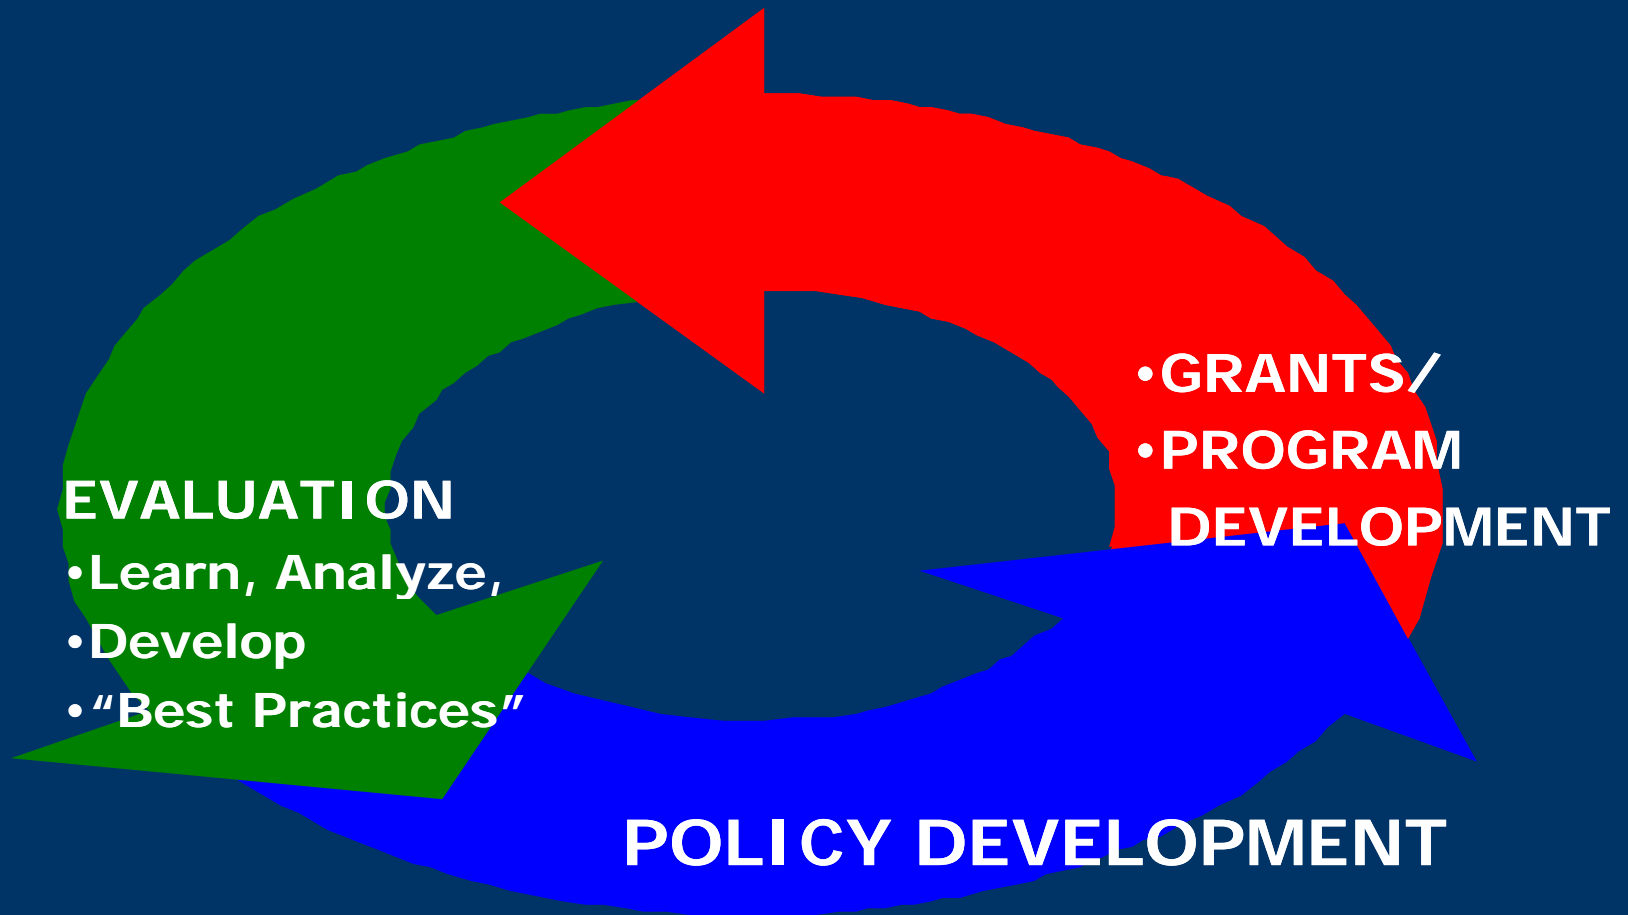 •GRANTS/
•PROGRAM
DEVELOPMENT
EVALUATION
•Learn, Analyze,
•Develop
•“Best Practices”
POLICY DEVELOPMENT